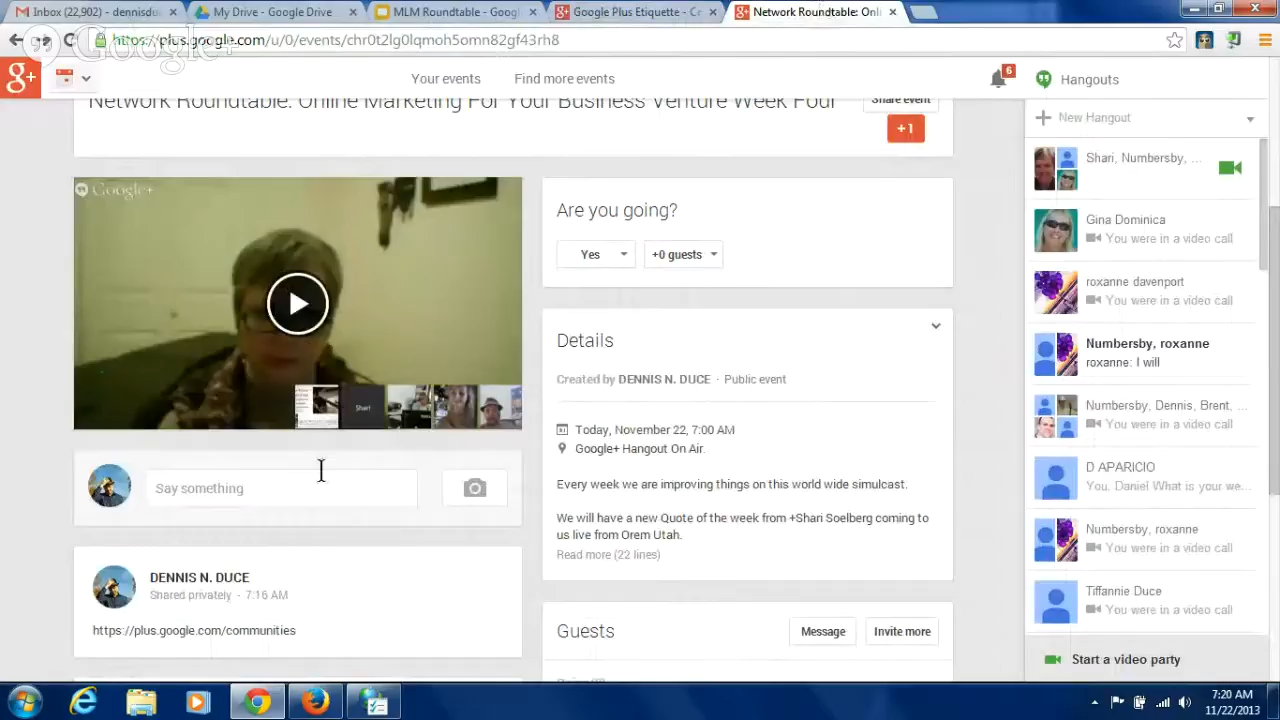 Inbox (22,902) - dennisdu
My Drive - Google Drive
MLM Roundtable - Goog
Google Plus Etiquette - Ce
Network Roundtable: Onli
https://plus.google.com/u/0/events/chr0t2lg0lqmoh5omn82gf43rh8
Google+
g+
Your events
Find more events
6
Hangouts
Network Roundtable: Online Marketing For Your Business Venture Week Four
Share event
+1
New Hangout
Google+
Shari
Are you going?
Yes
+0 guests
Details
Created by DENNIS N. DUCE · Public event
Today, November 22, 7:00 AM
Google+ Hangout On Air.
Every week we are improving things on this world wide simulcast.
We will have a new Quote of the week from +Shari Soelberg coming to
us live from Orem Utah.
Read more (22 lines)
Say something
DENNIS N. DUCE
Shared privately · 7:16 AM
https://plus.google.com/communities
Guests
Message
Invite more
Shari, Numbersby, ...
Gina Dominica
You were in a video call
roxanne davenport
You were in a video call
Numbersby, roxanne
roxanne: I will
Numbersby, Dennis, Brent, ...
You were in a video call
D APARICIO
You. Daniel What is your we...
Numbersby, roxanne
You were in a video call
Tiffannie Duce
You were in a video call
Start a video party
7:20 AM
11/22/2013